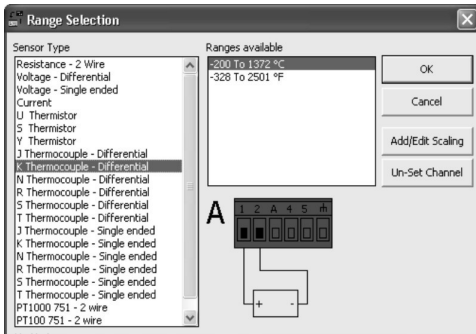 Range Selection
Sensor Type
Resistance - 2 Wire
Voltage - Differential
Voltage - Single ended
Current
U Thermistor
S Thermistor
Y Thermistor
J Thermocouple - Differential
K Thermocouple - Differential
N Thermocouple - Differential
R Thermocouple - Differential
S Thermocouple - Differential
T Thermocouple - Differential
J Thermocouple - Single ended
K Thermocouple - Single ended
N Thermocouple - Single ended
R Thermocouple - Single ended
S Thermocouple - Single ended
T Thermocouple - Single ended
PT1000 751 - 2 wire
PT100 751 - 2 wire
Ranges available
-200 To 1372 °C
-328 To 2501 °F
OK
Cancel
Add/Edit Scaling
Un-Set Channel
A
1 2 A 4 5
+ -